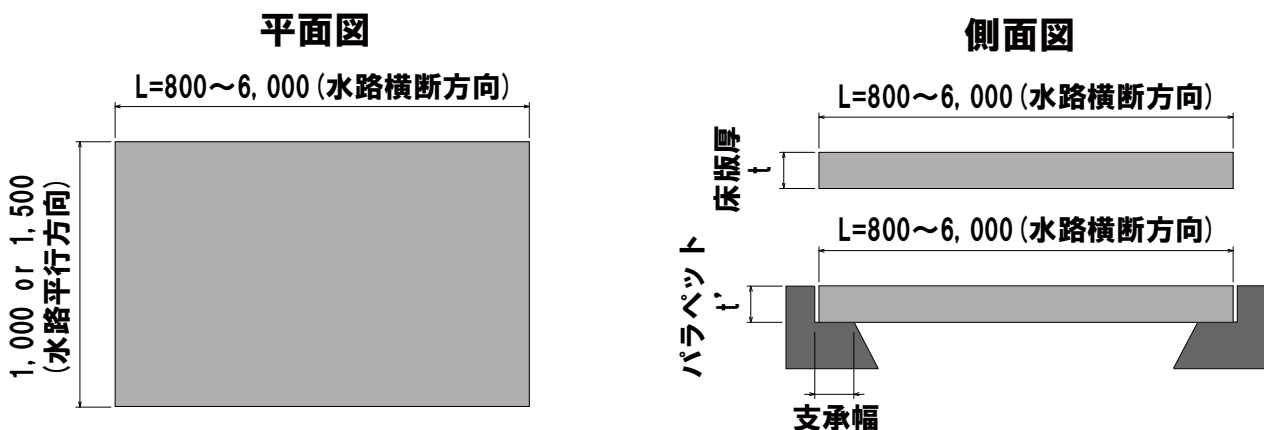 平面図
L=800～6,000(水路横断方向)
1,000 or 1,500
(水路平行方向)
側面図
L=800～6,000(水路横断方向)
床版厚
t
L=800～6,000(水路横断方向)
パラペット
t'
支承幅